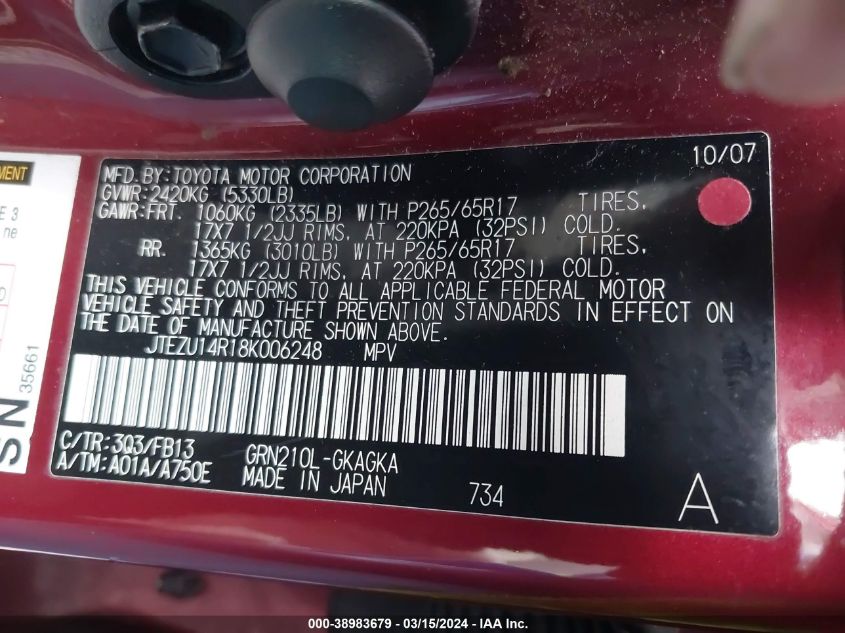 MFD. BY: TOYOTA MOTOR CORPORATION 10/07
GVWR: 2420KG (5330LB)
GAWR: FRT. 1060KG (2335LB) WITH P265/65R17 TIRES,
17X7 1/2JJ RIMS, AT 220KPA (32PSI) COLD.
RR. 1365KG (3010LB) WITH P265/65R17 TIRES,
17X7 1/2JJ RIMS, AT 220KPA (32PSI) COLD.
THIS VEHICLE CONFORMS TO ALL APPLICABLE FEDERAL MOTOR
VEHICLE SAFETY AND THEFT PREVENTION STANDARDS IN EFFECT ON
THE DATE OF MANUFACTURE SHOWN ABOVE.
JTEZU14R18K006248 MPV
C/TR: 3Q3/FB13 GRN210L-GKAGKA
A/TM: A01A/A750E MADE IN JAPAN 734 A
MENT
E 3
ne
D
SN 35661
000-38983679 - 03/15/2024 - IAA Inc.